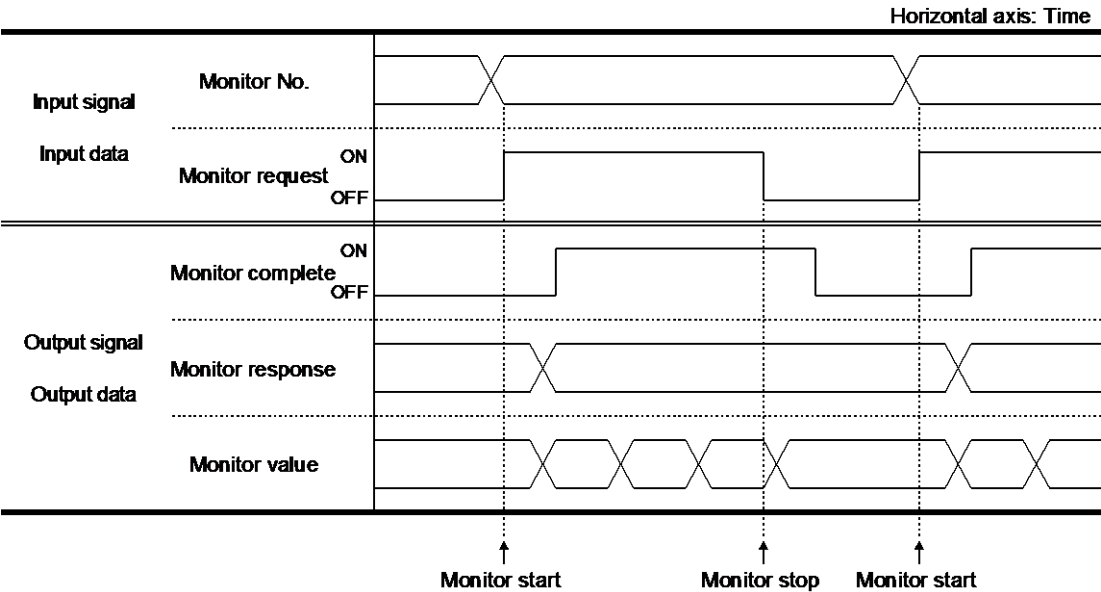 Horizontal axis: Time
Monitor No.
Input signal
Input data
ON
Monitor request
OFF
ON
Monitor complete
OFF
Output signal
Monitor response
Output data
Monitor value
Monitor start
Monitor stop
Monitor start